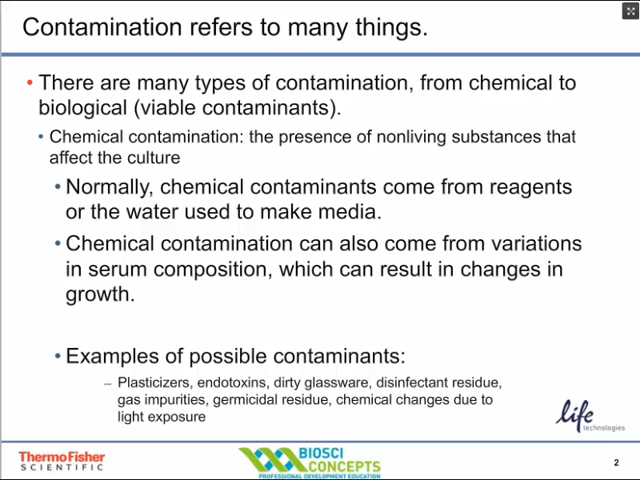 Contamination refers to many things.
• There are many types of contamination, from chemical to
biological (viable contaminants).
• Chemical contamination: the presence of nonliving substances that
affect the culture
• Normally, chemical contaminants come from reagents
or the water used to make media.
• Chemical contamination can also come from variations
in serum composition, which can result in changes in
growth.
• Examples of possible contaminants:
– Plasticizers, endotoxins, dirty glassware, disinfectant residue,
gas impurities, germicidal residue, chemical changes due to
light exposure
life
technologies
ThermoFisher
SCIENTIFIC
BIOSCI
CONCEPTS
PROFESSIONAL DEVELOPMENT EDUCATION
2